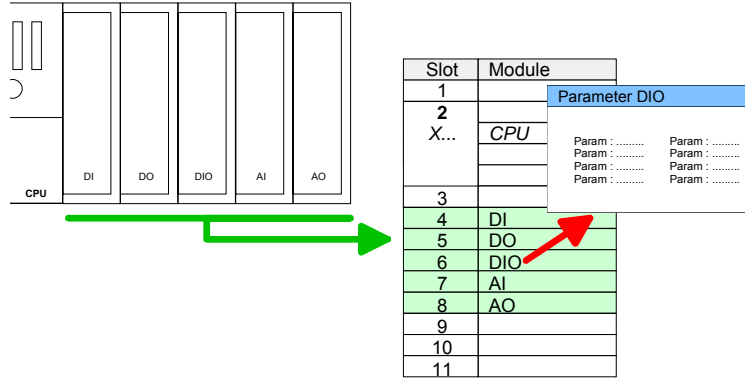 DI DO DIO AI AO
CPU
Slot Module
1
2
X... CPU
3
4 DI
5 DO
6 DIO
7 AI
8 AO
9
10
11
Parameter DIO
Param : ......... Param : ........
Param : ......... Param : ........
Param : ......... Param : ........
Param : ......... Param : ........